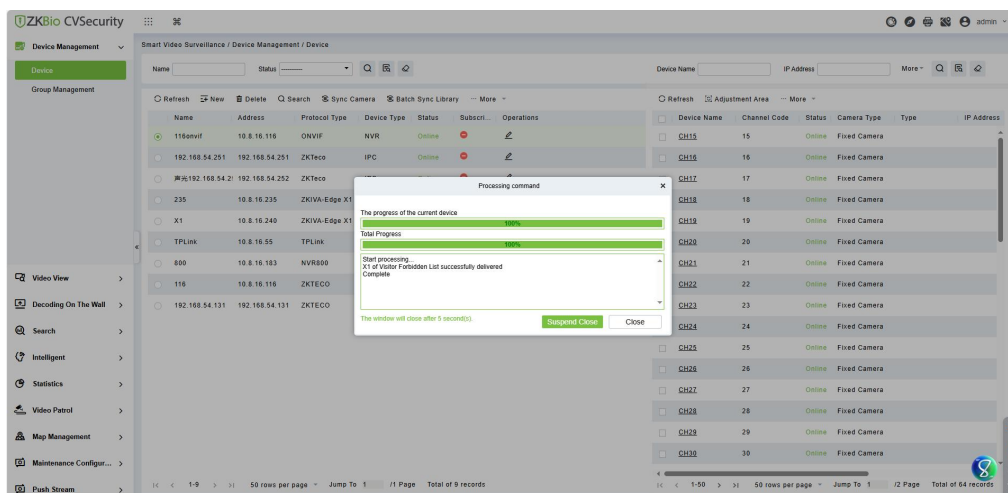 ZKBio CVSecurity
admin
Device Management
Device
Group Management
Video View
Decoding On The Wall
Search
Intelligent
Statistics
Video Patrol
Map Management
Maintenance Configur...
Push Stream
Smart Video Surveillance / Device Management / Device
Name Status ---------
Refresh New Delete Search Sync Camera Batch Sync Library More
Name Address Protocol Type Device Type Status Subscri... Operations
116onvif 10.8.16.116 ONVIF NVR Online
192.168.54.251 192.168.54.251 ZKTeco IPC Online
声光192.168.54.2! 192.168.54.252 ZKTeco
235 10.8.16.235 ZKIVA-Edge X1
X1 10.8.16.240 ZKIVA-Edge X1
TPLink 10.8.16.55 TPLink
800 10.8.16.183 NVR800
116 10.8.16.116 ZKTECO
192.168.54.131 192.168.54.131 ZKTECO
1-9 50 rows per page Jump To 1 /1 Page Total of 9 records
Processing command
The progress of the current device
100%
Total Progress
100%
Start processing...
X1 of Visitor Forbidden List successfully delivered
Complete
The window will close after 5 second(s).
Suspend Close Close
Device Name IP Address More
Refresh Adjustment Area More
Device Name Channel Code Status Camera Type Type IP Address
CH15 15 Online Fixed Camera
CH16 16 Online Fixed Camera
CH17 17 Online Fixed Camera
CH18 18 Online Fixed Camera
CH19 19 Online Fixed Camera
CH20 20 Online Fixed Camera
CH21 21 Online Fixed Camera
CH22 22 Online Fixed Camera
CH23 23 Online Fixed Camera
CH24 24 Online Fixed Camera
CH25 25 Online Fixed Camera
CH26 26 Online Fixed Camera
CH27 27 Online Fixed Camera
CH28 28 Online Fixed Camera
CH29 29 Online Fixed Camera
CH30 30 Online Fixed Camera
1-50 50 rows per page Jump To 1 /2 Page Total of 64 records